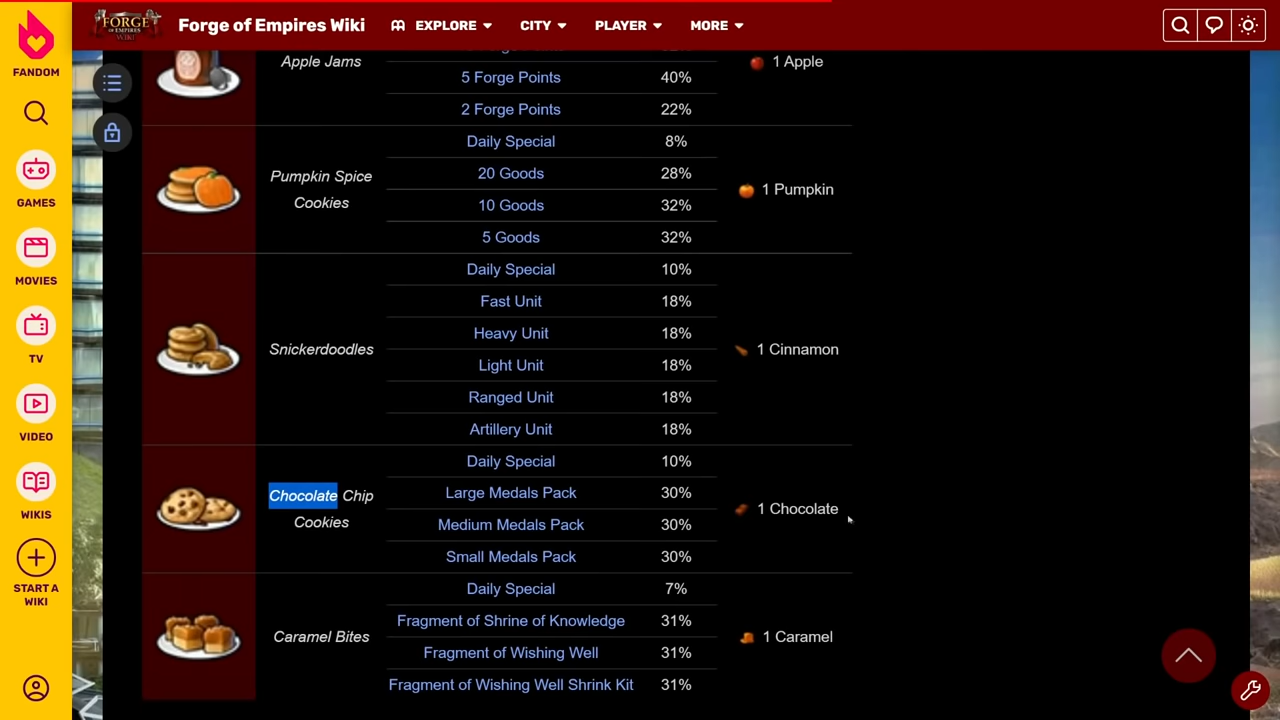 FORGE
OF EMPIRES
WIKI
Forge of Empires Wiki
EXPLORE
CITY
PLAYER
MORE
FANDOM
GAMES
MOVIES
TV
VIDEO
WIKIS
START A
WIKI
Apple Jams
5 Forge Points 40%
2 Forge Points 22%
1 Apple
Pumpkin Spice
Cookies
Daily Special 8%
20 Goods 28%
10 Goods 32%
5 Goods 32%
1 Pumpkin
Snickerdoodles
Daily Special 10%
Fast Unit 18%
Heavy Unit 18%
Light Unit 18%
Ranged Unit 18%
Artillery Unit 18%
1 Cinnamon
Chocolate Chip
Cookies
Daily Special 10%
Large Medals Pack 30%
Medium Medals Pack 30%
Small Medals Pack 30%
1 Chocolate
Caramel Bites
Daily Special 7%
Fragment of Shrine of Knowledge 31%
Fragment of Wishing Well 31%
Fragment of Wishing Well Shrink Kit 31%
1 Caramel